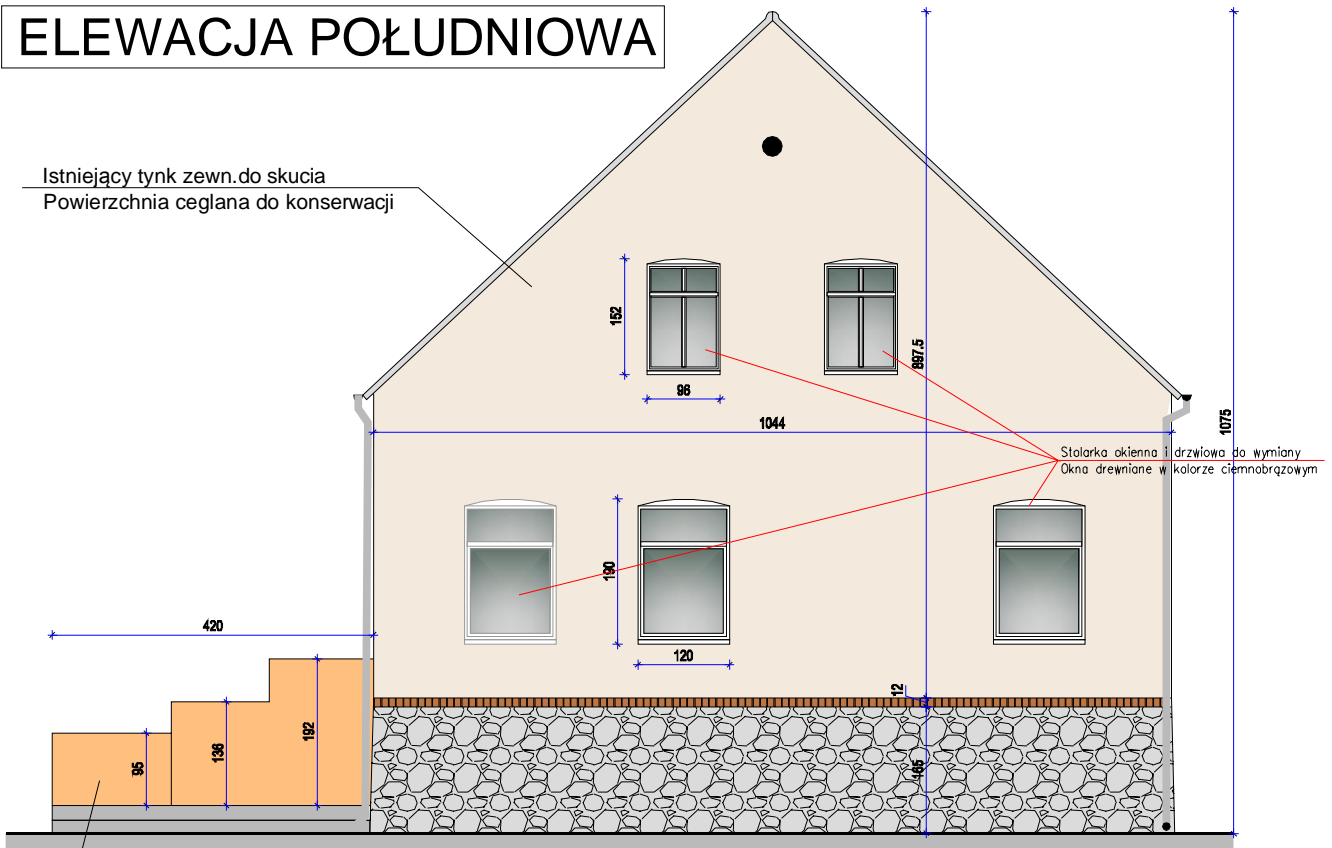 ELEWACJA POŁUDNIOWA
Istniejący tynk zewn.do skucia
Powierzchnia ceglana do konserwacji
152
96
897.5
1075
1044
Stolarka okienna i drzwiowa do wymiany
Okna drewniane w kolorze ciemnobrązowym
190
120
420
12
192
136
95
165